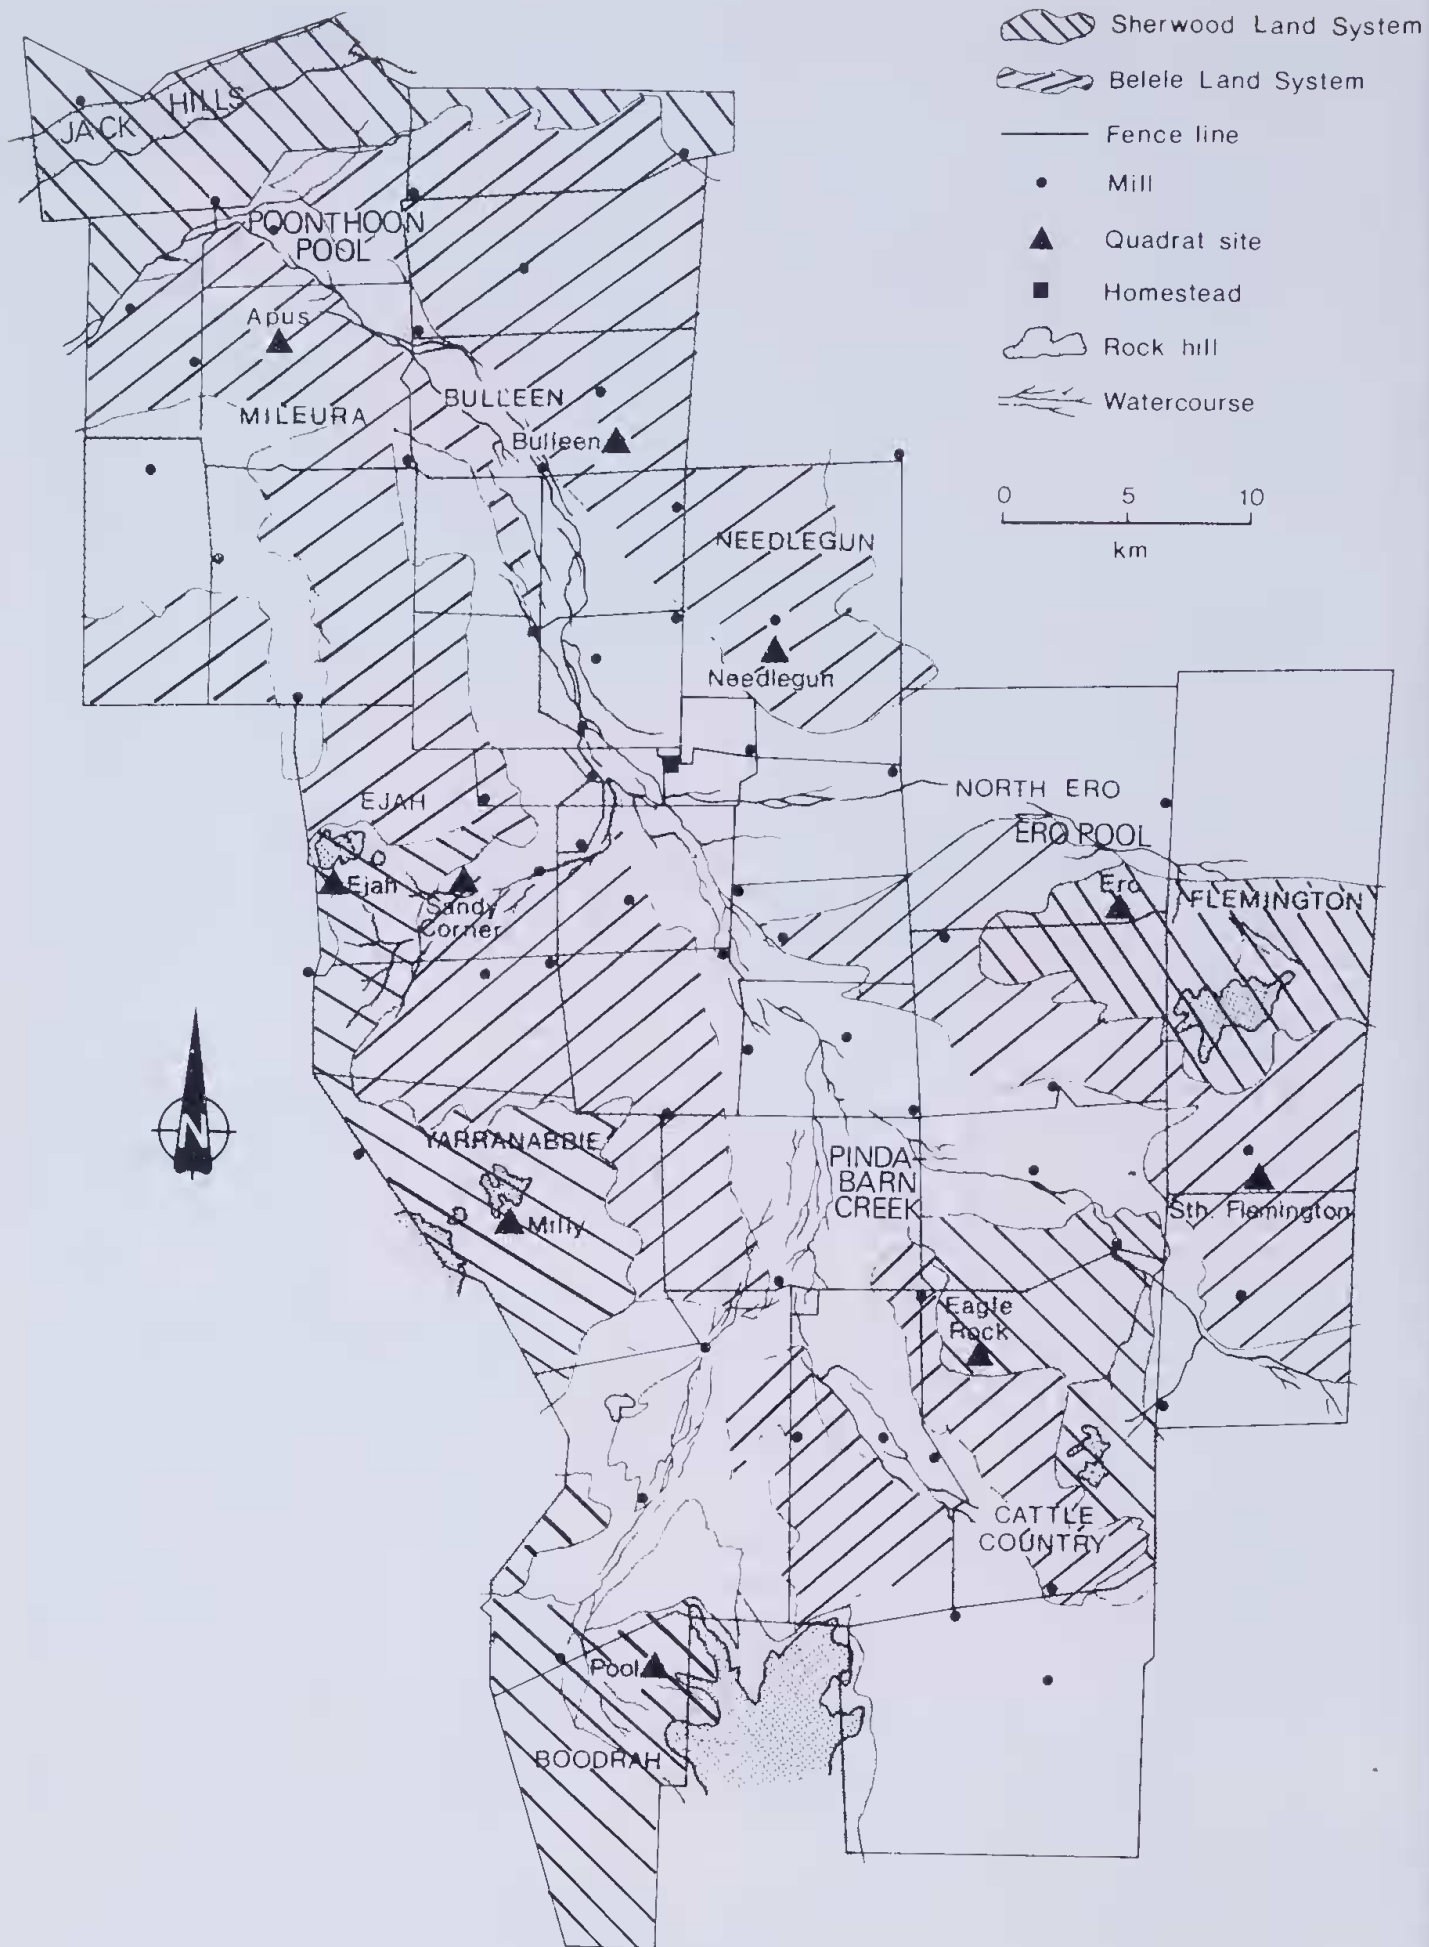 Sherwood Land System
Belele Land System
Fence line
Mill
Quadrat site
Homestead
Rock hill
Watercourse
0 5 10
km
JACK HILLS
POONTHOON
POOL
Apus
MILEURA
BULLEEN
Bulleen
NEEDLEGUN
Needlegun
EJAH
NORTH ERO
ERO POOL
Ejah
Sandy
Corner
Ero
FLEMINGTON
N
YARRANABBIE
Milly
PINDA-
BARN
CREEK
Sth. Flemington
Eagle
Rock
CATTLE
COUNTRY
Pool
BOODRAH